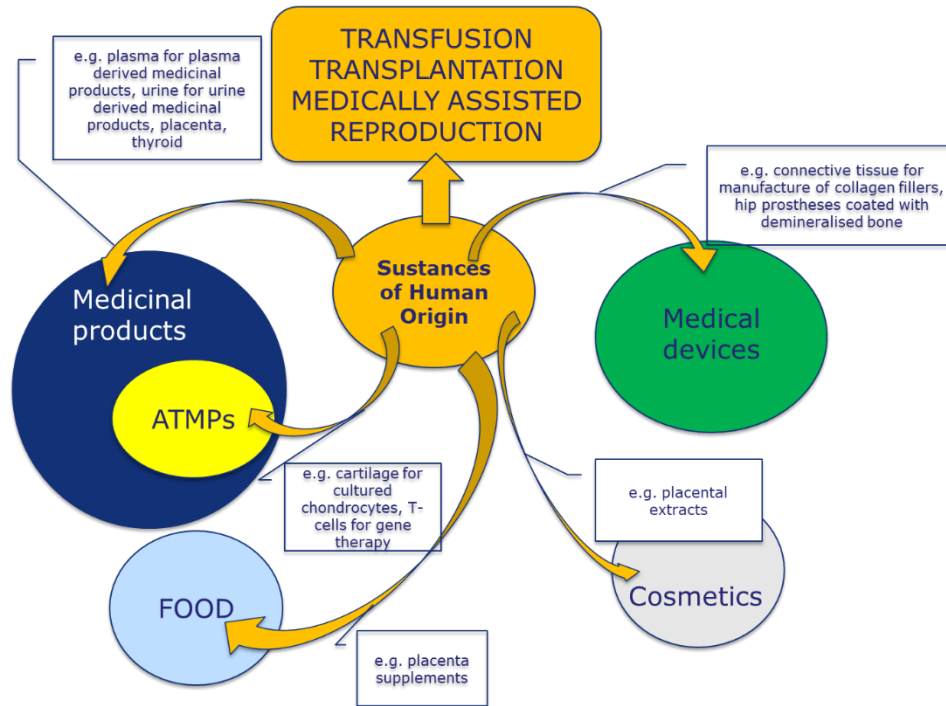 TRANSFUSION
TRANSPLANTATION
MEDICALLY ASSISTED
REPRODUCTION
e.g. plasma for plasma
derived medicinal
products, urine for urine
derived medicinal
products, placenta,
thyroid
e.g. connective tissue for
manufacture of collagen fillers,
hip prostheses coated with
demineralised bone
Sustances
of Human
Origin
Medicinal
products
Medical
devices
ATMPs
e.g. cartilage for
cultured
chondrocytes, T-
cells for gene
therapy
e.g. placental
extracts
FOOD
Cosmetics
e.g. placenta
supplements